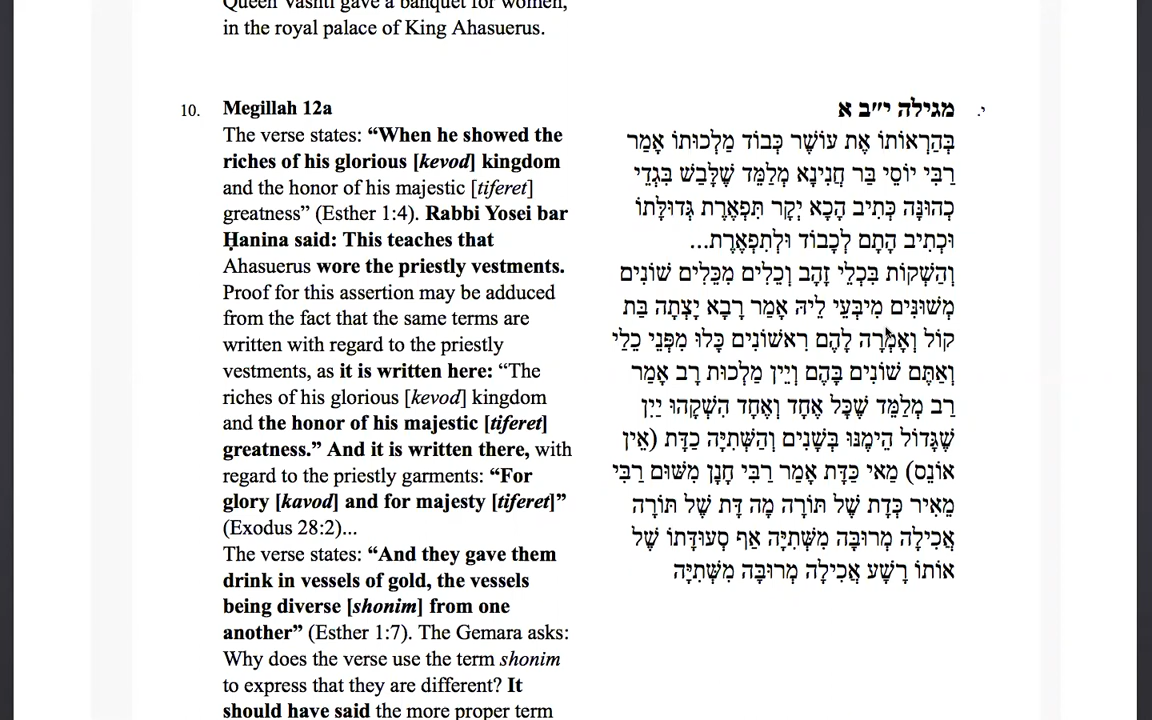 Queen Vashti gave a banquet for women,
in the royal palace of King Ahasuerus.
10. Megillah 12a
The verse states: “When he showed the
riches of his glorious [kevod] kingdom
and the honor of his majestic [tiferet]
greatness” (Esther 1:4). Rabbi Yosei bar
Ḥanina said: This teaches that
Ahasuerus wore the priestly vestments.
Proof for this assertion may be adduced
from the fact that the same terms are
written with regard to the priestly
vestments, as it is written here: “The
riches of his glorious [kevod] kingdom
and the honor of his majestic [tiferet]
greatness.” And it is written there, with
regard to the priestly garments: “For
glory [kavod] and for majesty [tiferet]”
(Exodus 28:2)...
The verse states: “And they gave them
drink in vessels of gold, the vessels
being diverse [shonim] from one
another” (Esther 1:7). The Gemara asks:
Why does the verse use the term shonim
to express that they are different? It
should have said the more proper term
י. מגילה י״ב א
בְּהַרְאוֹתוֹ אֶת עוֹשֶׁר כְּבוֹד מַלְכוּתוֹ אָמַר
רַבִּי יוֹסֵי בַּר חֲנִינָא מְלַמֵּד שֶׁלָּבַשׁ בִּגְדֵי
כְהוּנָּה כְּתִיב הָכָא יְקָר תִּפְאֶרֶת גְּדוּלָּתוֹ
וּכְתִיב הָתָם לְכָבוֹד וּלְתִפְאֶרֶת...
וְהַשְׁקוֹת בִּכְלֵי זָהָב וְכֵלִים מִכֵּלִים שׁוֹנִים
מְשׁוּנִּים מִיבְּעֵי לֵיהּ אָמַר רָבָא יָצְתָה בַּת
קוֹל וְאָמְרָה לָהֶם רִאשׁוֹנִים כָּלוּ מִפְּנֵי כֵלַי
וְאַתֶּם שׁוֹנִים בָּהֶם וְיֵין מַלְכוּת רָב אָמַר
רַב מְלַמֵּד שֶׁכׇּל אֶחָד וְאֶחָד הִשְׁקָהוּ יַיִן
שֶׁגָּדוֹל הֵימֶנּוּ בְּשָׁנִים וְהַשְּׁתִיָּה כַדָּת (אֵין
אוֹנֵס) מַאי כַּדָּת אָמַר רַבִּי חָנָן מִשּׁוּם רַבִּי
מֵאִיר כְּדָת שֶׁל תּוֹרָה מָה דָּת שֶׁל תּוֹרָה
אֲכִילָה מְרוּבָּה מִשְּׁתִיָּה אַף סְעוּדָּתוֹ שֶׁל
אוֹתוֹ רָשָׁע אֲכִילָה מְרוּבָּה מִשְּׁתִיָּה